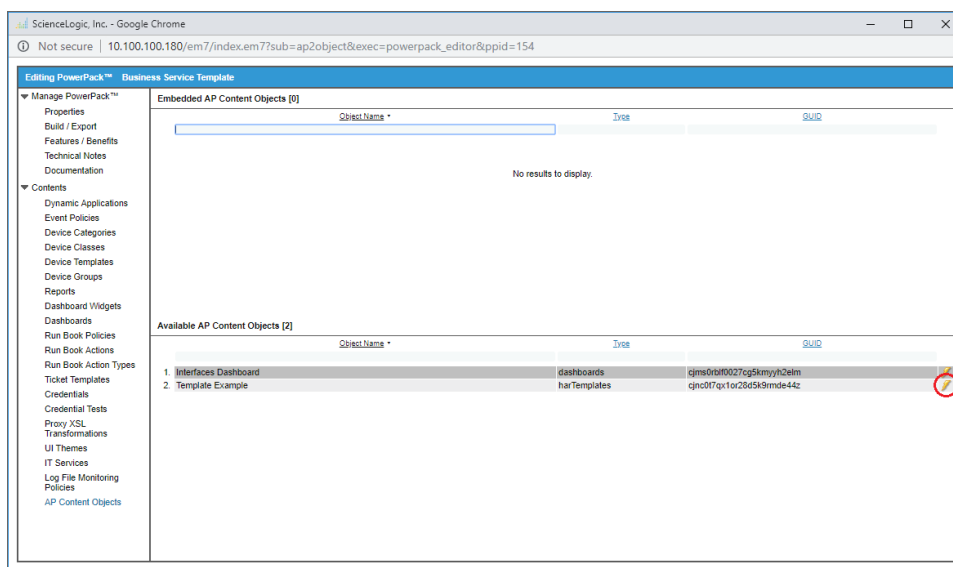 ScienceLogic, Inc. - Google Chrome
Not secure | 10.100.100.180/em7/index.em7?sub=ap2object&exec=powerpack_editor&ppid=154
Editing PowerPack™ Business Service Template
Manage PowerPack™
Properties
Build / Export
Features / Benefits
Technical Notes
Documentation
Contents
Dynamic Applications
Event Policies
Device Categories
Device Classes
Device Templates
Device Groups
Reports
Dashboard Widgets
Dashboards
Run Book Policies
Run Book Actions
Run Book Action Types
Ticket Templates
Credentials
Credential Tests
Proxy XSL
Transformations
UI Themes
IT Services
Log File Monitoring
Policies
AP Content Objects
Embedded AP Content Objects [0]
Object Name Type GUID
No results to display.
Available AP Content Objects [2]
Object Name Type GUID
1. Interfaces Dashboard dashboards cjms0rblf0027cg5kmyyh2elm
2. Template Example harTemplates cjnc0t7qx1or28d5k9rmde44z